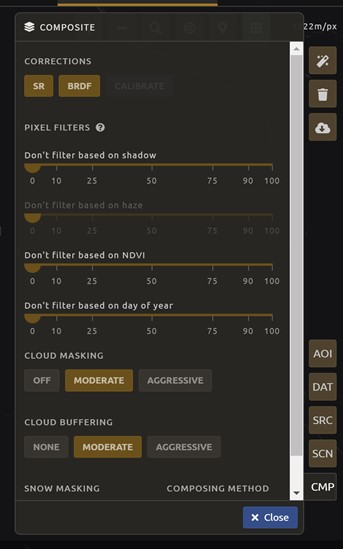 COMPOSITE
22m/px
CORRECTIONS
SR BRDF CALIBRATE
PIXEL FILTERS ?
Don't filter based on shadow
0 10 25 50 75 90 100
Don't filter based on haze
0 10 25 50 75 90 100
Don't filter based on NDVI
0 10 25 50 75 90 100
Don't filter based on day of year
0 10 25 50 75 90 100
CLOUD MASKING
OFF MODERATE AGGRESSIVE
CLOUD BUFFERING
NONE MODERATE AGGRESSIVE
SNOW MASKING COMPOSING METHOD
Close
AOI
DAT
SRC
SCN
CMP